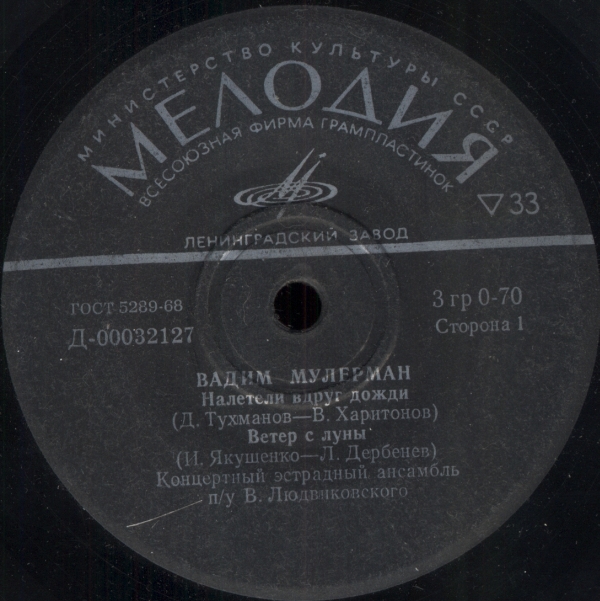 МИНИСТЕРСТВО КУЛЬТУРЫ СССР
МЕЛОДИЯ
ВСЕСОЮЗНАЯ ФИРМА ГРАМПЛАСТИНОК
▽33
ЛЕНИНГРАДСКИЙ ЗАВОД
ГОСТ 5289-68
3 гр 0-70
Д-00032127
Сторона 1
ВАДИМ МУЛЕРМАН
Налетели вдруг дожди
(Д. Тухманов—В. Харитонов)
Ветер с луны
(И. Якушенко—Л. Дербенев)
Концертный эстрадный ансамбль
п/у В. Людвиковского